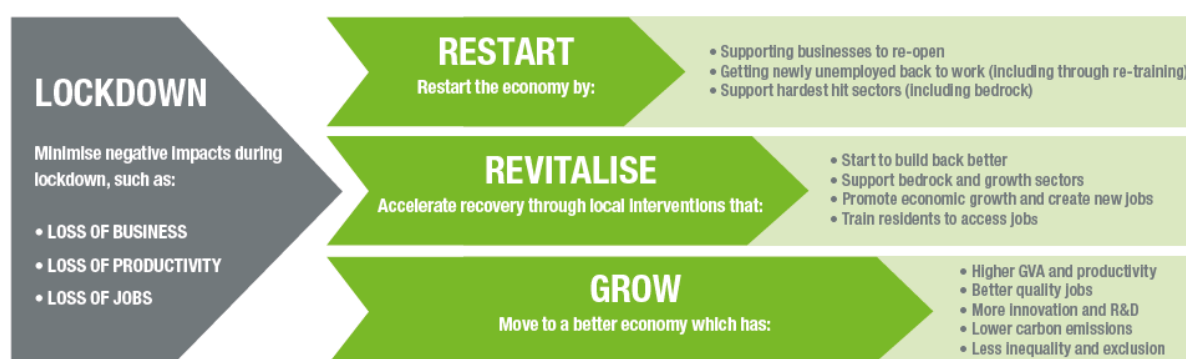 LOCKDOWN
Minimise negative impacts during
lockdown, such as:
• LOSS OF BUSINESS
• LOSS OF PRODUCTIVITY
• LOSS OF JOBS
RESTART
Restart the economy by:
• Supporting businesses to re-open
• Getting newly unemployed back to work (including through re-training)
• Support hardest hit sectors (including bedrock)
REVITALISE
Accelerate recovery through local interventions that:
• Start to build back better
• Support bedrock and growth sectors
• Promote economic growth and create new jobs
• Train residents to access jobs
GROW
Move to a better economy which has:
• Higher GVA and productivity
• Better quality jobs
• More innovation and R&D
• Lower carbon emissions
• Less inequality and exclusion